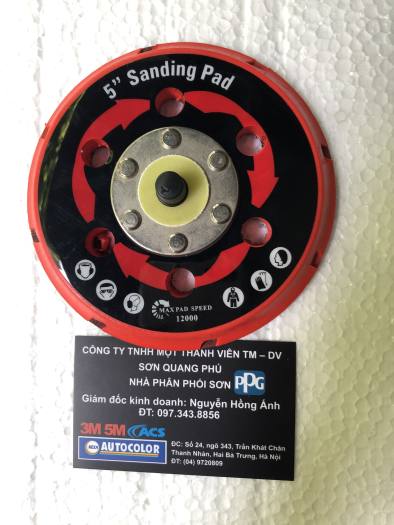 5" Sanding Pad
MAX PAD SPEED
12000
CÔNG TY TNHH MỘT THÀNH VIÊN TM – DV
SƠN QUANG PHÚ
NHÀ PHÂN PHỐI SƠN PPG
Giám đốc kinh doanh: Nguyễn Hồng Ánh
ĐT: 097.343.8856
3M 5M ACS
AUTOCOLOR
ĐC: Số 24, ngõ 343, Trần Khát Chân
Thanh Nhàn, Hai Bà Trưng, Hà Nội
ĐT: (04) 9720809